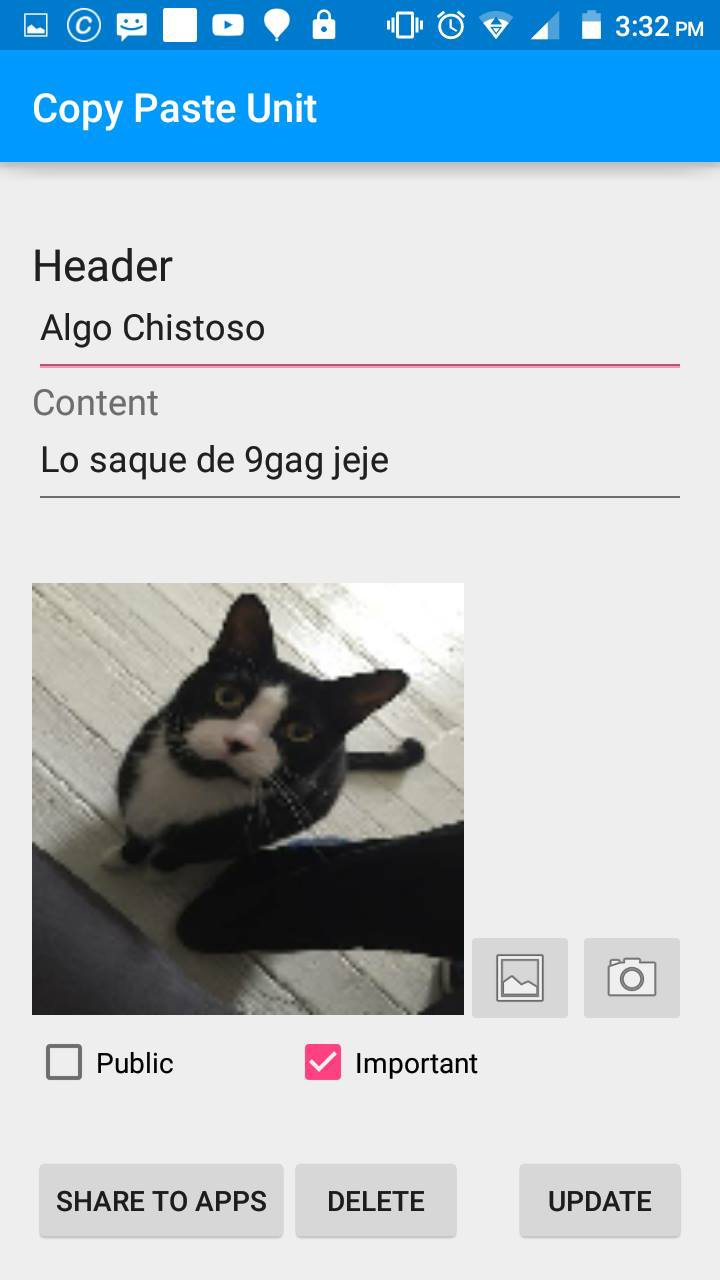 3:32 PM
Copy Paste Unit
Header
Algo Chistoso
Content
Lo saque de 9gag jeje
Public
Important
SHARE TO APPS
DELETE
UPDATE